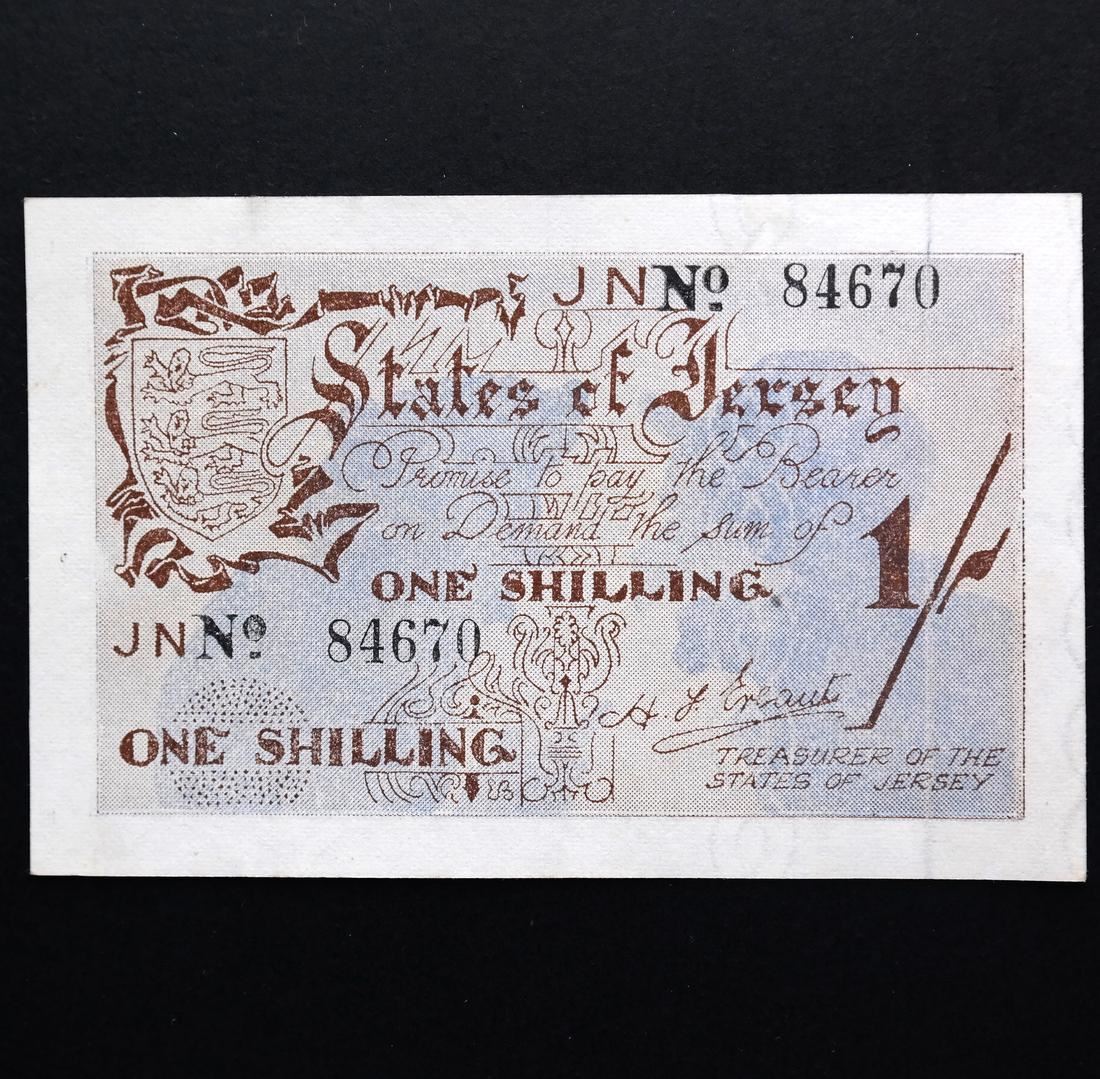 JN Nº 84670
States of Jersey
Promise to pay the Bearer
on Demand the sum of
1/-
ONE SHILLING
JN Nº 84670
H. F. Ereaut
ONE SHILLING
TREASURER OF THE
STATES OF JERSEY